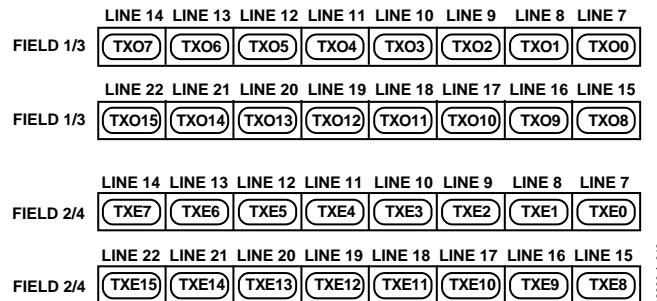 LINE 14 LINE 13 LINE 12 LINE 11 LINE 10 LINE 9 LINE 8 LINE 7
FIELD 1/3 TXO7 TXO6 TXO5 TXO4 TXO3 TXO2 TXO1 TXO0
LINE 22 LINE 21 LINE 20 LINE 19 LINE 18 LINE 17 LINE 16 LINE 15
FIELD 1/3 TXO15 TXO14 TXO13 TXO12 TXO11 TXO10 TXO9 TXO8
LINE 14 LINE 13 LINE 12 LINE 11 LINE 10 LINE 9 LINE 8 LINE 7
FIELD 2/4 TXE7 TXE6 TXE5 TXE4 TXE3 TXE2 TXE1 TXE0
LINE 22 LINE 21 LINE 20 LINE 19 LINE 18 LINE 17 LINE 16 LINE 15
FIELD 2/4 TXE15 TXE14 TXE13 TXE12 TXE11 TXE10 TXE9 TXE8